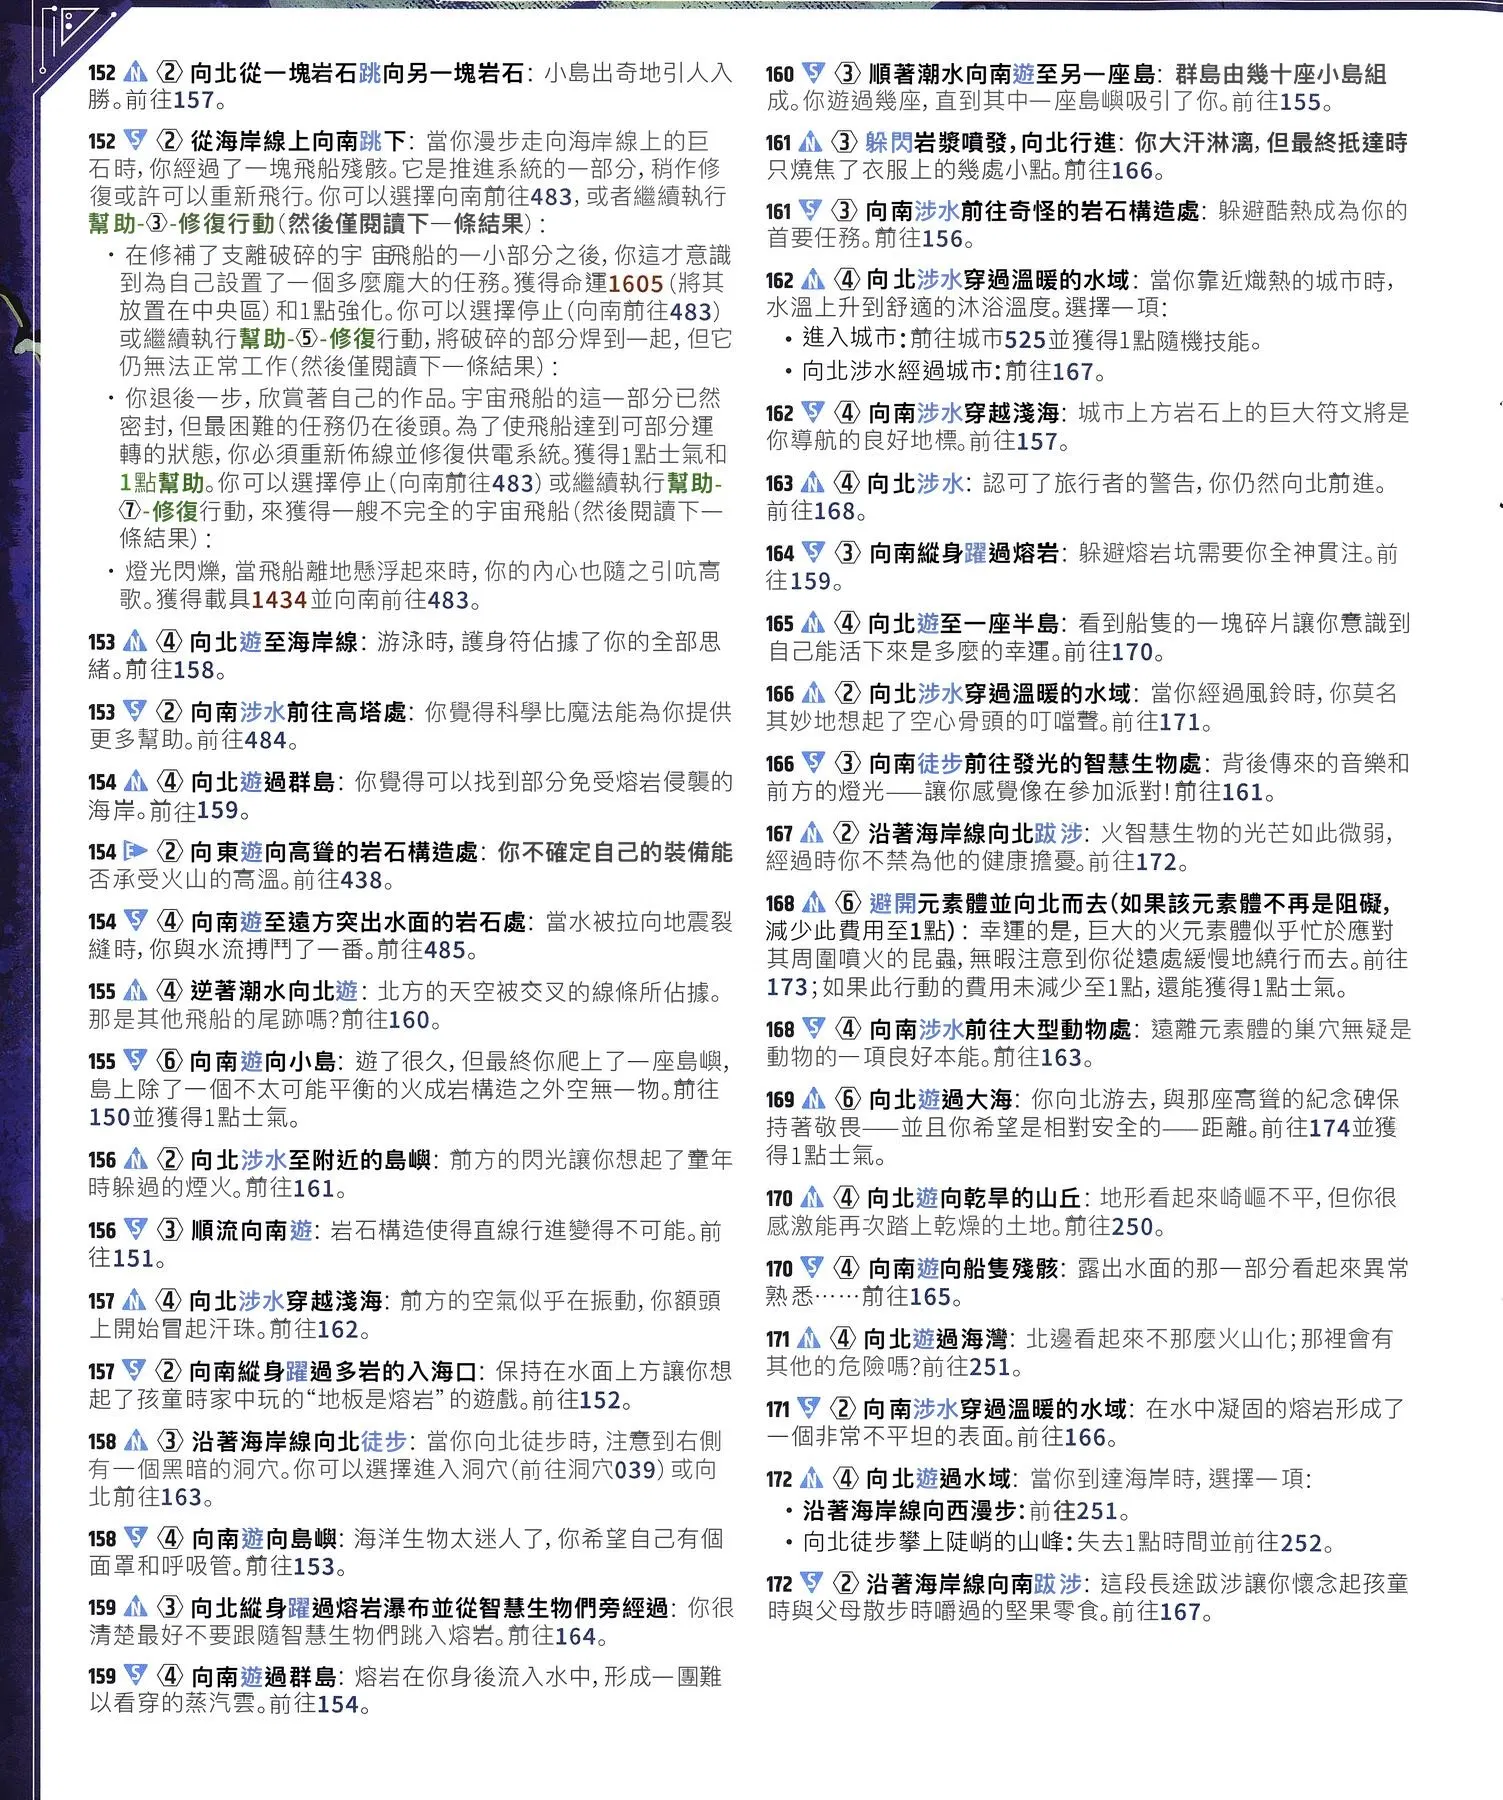 152 N ② 向北從一塊岩石跳向另一塊岩石：小島出奇地引人入
勝。前往157。
152 S ② 從海岸線上向南跳下：當你漫步走向海岸線上的巨
石時，你經過了一塊飛船殘骸。它是推進系統的一部分，稍作修
復或許可以重新飛行。你可以選擇向南前往483，或者繼續執行
幫助-③-修復行動（然後僅閱讀下一條結果）：
・在修補了支離破碎的宇 宙飛船的一小部分之後，你這才意識
到為自己設置了一個多麼龐大的任務。獲得命運1605（將其
放置在中央區）和1點強化。你可以選擇停止（向南前往483）
或繼續執行幫助-⑤-修復行動，將破碎的部分焊到一起，但它
仍無法正常工作（然後僅閱讀下一條結果）：
・你退後一步，欣賞著自己的作品。宇宙飛船的這一部分已然
密封，但最困難的任務仍在後頭。為了使飛船達到可部分運
轉的狀態，你必須重新佈線並修復供電系統。獲得1點士氣和
1點幫助。你可以選擇停止（向南前往483）或繼續執行幫助-
⑦-修復行動，來獲得一艘不完全的宇宙飛船（然後閱讀下一
條結果）：
・燈光閃爍，當飛船離地懸浮起來時，你的內心也隨之引吭高
歌。獲得載具1434並向南前往483。
153 N ④ 向北遊至海岸線：游泳時，護身符佔據了你的全部思
緒。前往158。
153 S ② 向南涉水前往高塔處：你覺得科學比魔法能為你提供
更多幫助。前往484。
154 N ④ 向北遊過群島：你覺得可以找到部分免受熔岩侵襲的
海岸。前往159。
154 E ② 向東遊向高聳的岩石構造處：你不確定自己的裝備能
否承受火山的高溫。前往438。
154 S ④ 向南遊至遠方突出水面的岩石處：當水被拉向地震裂
縫時，你與水流搏鬥了一番。前往485。
155 N ④ 逆著潮水向北遊：北方的天空被交叉的線條所佔據。
那是其他飛船的尾跡嗎？前往160。
155 S ⑥ 向南遊向小島：遊了很久，但最終你爬上了一座島嶼，
島上除了一個不太可能平衡的火成岩構造之外空無一物。前往
150並獲得1點士氣。
156 N ② 向北涉水至附近的島嶼：前方的閃光讓你想起了童年
時躲過的煙火。前往161。
156 S ③ 順流向南遊：岩石構造使得直線行進變得不可能。前
往151。
157 N ④ 向北涉水穿越淺海：前方的空氣似乎在振動，你額頭
上開始冒起汗珠。前往162。
157 S ② 向南縱身躍過多岩的入海口：保持在水面上方讓你想
起了孩童時家中玩的“地板是熔岩”的遊戲。前往152。
158 N ③ 沿著海岸線向北徒步：當你向北徒步時，注意到右側
有一個黑暗的洞穴。你可以選擇進入洞穴（前往洞穴039）或向
北前往163。
158 S ④ 向南遊向島嶼：海洋生物太迷人了，你希望自己有個
面罩和呼吸管。前往153。
159 N ③ 向北縱身躍過熔岩瀑布並從智慧生物們旁經過：你很
清楚最好不要跟隨智慧生物們跳入熔岩。前往164。
159 S ④ 向南遊過群島：熔岩在你身後流入水中，形成一團難
以看穿的蒸汽雲。前往154。
160 S ③ 順著潮水向南遊至另一座島：群島由幾十座小島組
成。你遊過幾座，直到其中一座島嶼吸引了你。前往155。
161 N ③ 躲閃岩漿噴發，向北行進：你大汗淋漓，但最終抵達時
只燒焦了衣服上的幾處小點。前往166。
161 S ③ 向南涉水前往奇怪的岩石構造處：躲避酷熱成為你的
首要任務。前往156。
162 N ④ 向北涉水穿過溫暖的水域：當你靠近熾熱的城市時，
水溫上升到舒適的沐浴溫度。選擇一項：
・進入城市：前往城市525並獲得1點隨機技能。
・向北涉水經過城市：前往167。
162 S ④ 向南涉水穿越淺海：城市上方岩石上的巨大符文將是
你導航的良好地標。前往157。
163 N ④ 向北涉水：認可了旅行者的警告，你仍然向北前進。
前往168。
164 S ③ 向南縱身躍過熔岩：躲避熔岩坑需要你全神貫注。前
往159。
165 N ④ 向北遊至一座半島：看到船隻的一塊碎片讓你意識到
自己能活下來是多麼的幸運。前往170。
166 N ② 向北涉水穿過溫暖的水域：當你經過風鈴時，你莫名
其妙地想起了空心骨頭的叮噹聲。前往171。
166 S ③ 向南徒步前往發光的智慧生物處：背後傳來的音樂和
前方的燈光——讓你感覺像在參加派對！前往161。
167 N ② 沿著海岸線向北跋涉：火智慧生物的光芒如此微弱，
經過時你不禁為他的健康擔憂。前往172。
168 N ⑥ 避開元素體並向北而去（如果該元素體不再是阻礙，
減少此費用至1點）：幸運的是，巨大的火元素體似乎忙於應對
其周圍噴火的昆蟲，無暇注意到你從遠處緩慢地繞行而去。前往
173；如果此行動的費用未減少至1點，還能獲得1點士氣。
168 S ④ 向南涉水前往大型動物處：遠離元素體的巢穴無疑是
動物的一項良好本能。前往163。
169 N ⑥ 向北遊過大海：你向北游去，與那座高聳的紀念碑保
持著敬畏——並且你希望是相對安全的——距離。前往174並獲
得1點士氣。
170 N ④ 向北遊向乾旱的山丘：地形看起來崎嶇不平，但你很
感激能再次踏上乾燥的土地。前往250。
170 S ④ 向南遊向船隻殘骸：露出水面的那一部分看起來異常
熟悉……前往165。
171 N ④ 向北遊過海灣：北邊看起來不那麼火山化；那裡會有
其他的危險嗎？前往251。
171 S ② 向南涉水穿過溫暖的水域：在水中凝固的熔岩形成了
一個非常不平坦的表面。前往166。
172 N ④ 向北遊過水域：當你到達海岸時，選擇一項：
・沿著海岸線向西漫步：前往251。
・向北徒步攀上陡峭的山峰：失去1點時間並前往252。
172 S ② 沿著海岸線向南跋涉：這段長途跋涉讓你懷念起孩童
時與父母散步時嚼過的堅果零食。前往167。